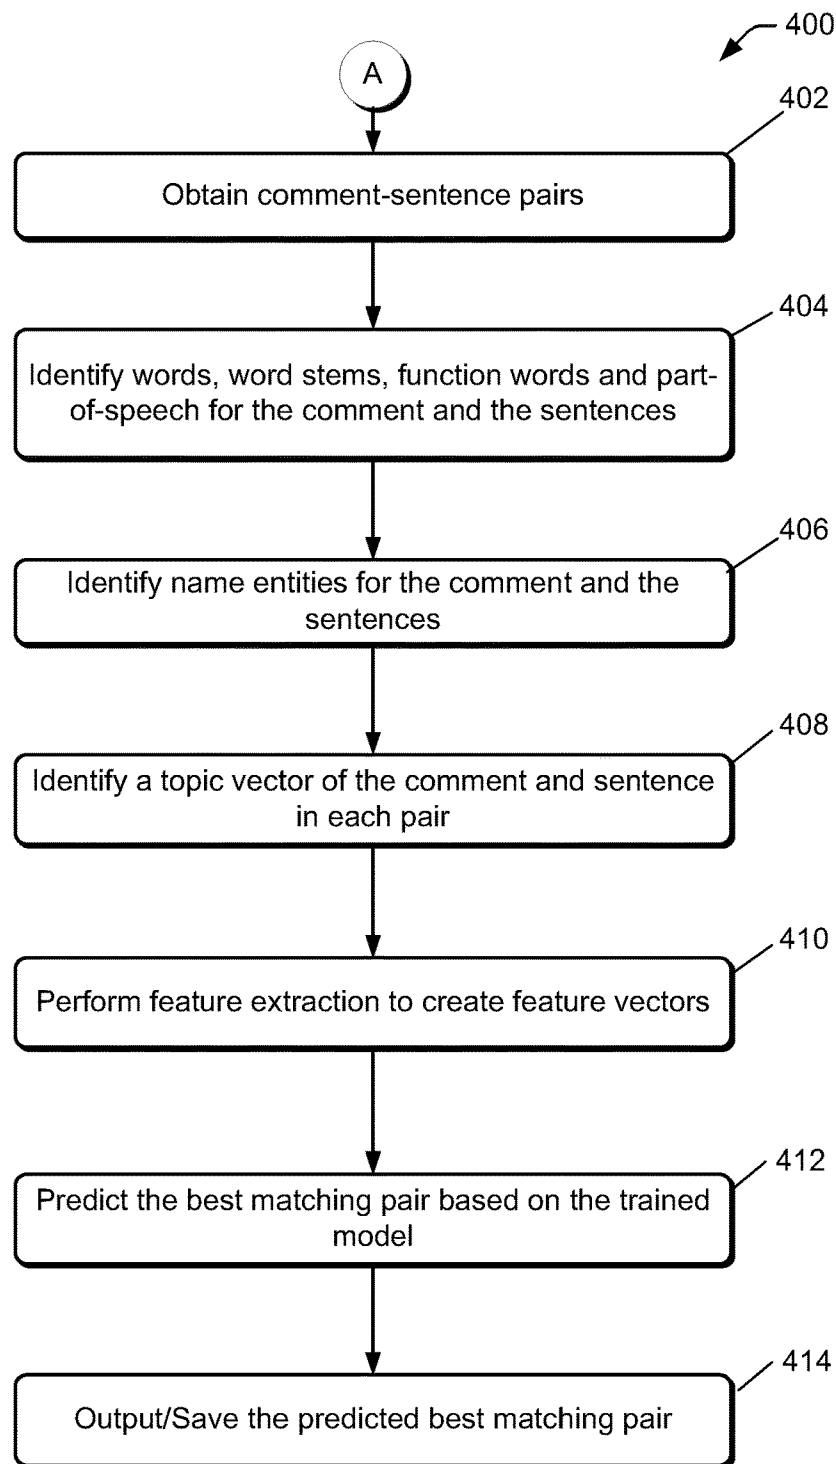 400
A
402
Obtain comment-sentence pairs
404
Identify words, word stems, function words and part-
of-speech for the comment and the sentences
406
Identify name entities for the comment and the
sentences
408
Identify a topic vector of the comment and sentence
in each pair
410
Perform feature extraction to create feature vectors
412
Predict the best matching pair based on the trained
model
414
Output/Save the predicted best matching pair